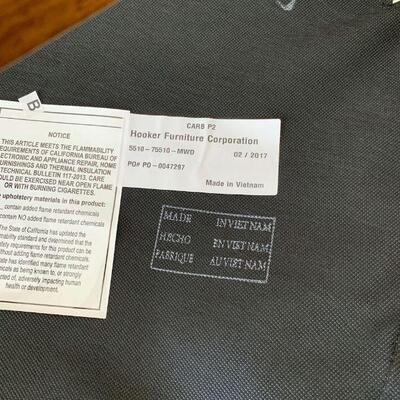 B
NOTICE
THIS ARTICLE MEETS THE FLAMMABILITY
REQUIREMENTS OF CALIFORNIA BUREAU OF
ELECTRONIC AND APPLIANCE REPAIR, HOME
FURNISHINGS AND THERMAL INSULATION
TECHNICAL BULLETIN 117-2013. CARE
SHOULD BE EXERCISED NEAR OPEN FLAME
OR WITH BURNING CIGARETTES.
upholstery materials in this product:
contain added flame retardant chemicals
contain NO added flame retardant chemicals
The State of California has updated the
flammability standard and determined that the
safety requirements for this product can be
without adding flame retardant chemicals.
state has identified many flame retardant
chemicals as being known to, or strongly
suspected of, adversely impacting human
health or development.
CARB P2
Hooker Furniture Corporation
5510-75510-MWD 02 / 2017
PO# PO-0047297
Made in Vietnam
MADE IN VIET NAM
HECHO EN VIET NAM
FABRIQUE AU VIET NAM